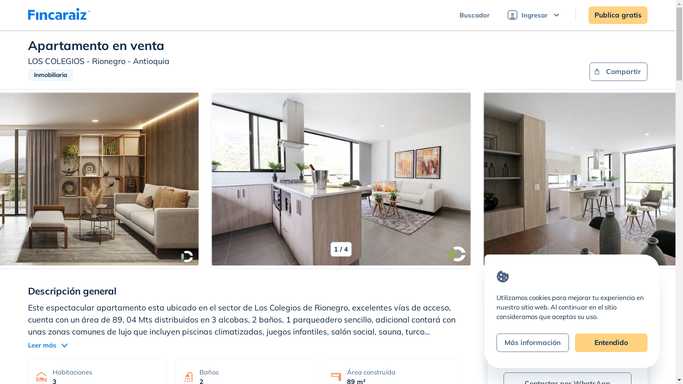 Fincaraiz
Buscador
Ingresar
Publica gratis
Apartamento en venta
LOS COLEGIOS - Rionegro - Antioquia
Inmobiliaria
Compartir
1 / 4
Descripción general
Este espectacular apartamento esta ubicado en el sector de Los Colegios de Rionegro, excelentes vías de acceso,
cuenta con un área de 89, 04 Mts distribuidos en 3 alcobas, 2 baños, 1 parqueadero sencillo, adicional contará con
unas zonas comunes de lujo que incluyen piscinas climatizadas, juegos infantiles, salón social, sauna, turco...
Leer más
Habitaciones
3
Baños
2
Área construida
89 m²
Utilizamos cookies para mejorar tu experiencia en
nuestro sitio web. Al continuar en el sitio
consideramos que aceptas su uso.
Más información
Entendido
Contactar por WhatsApp